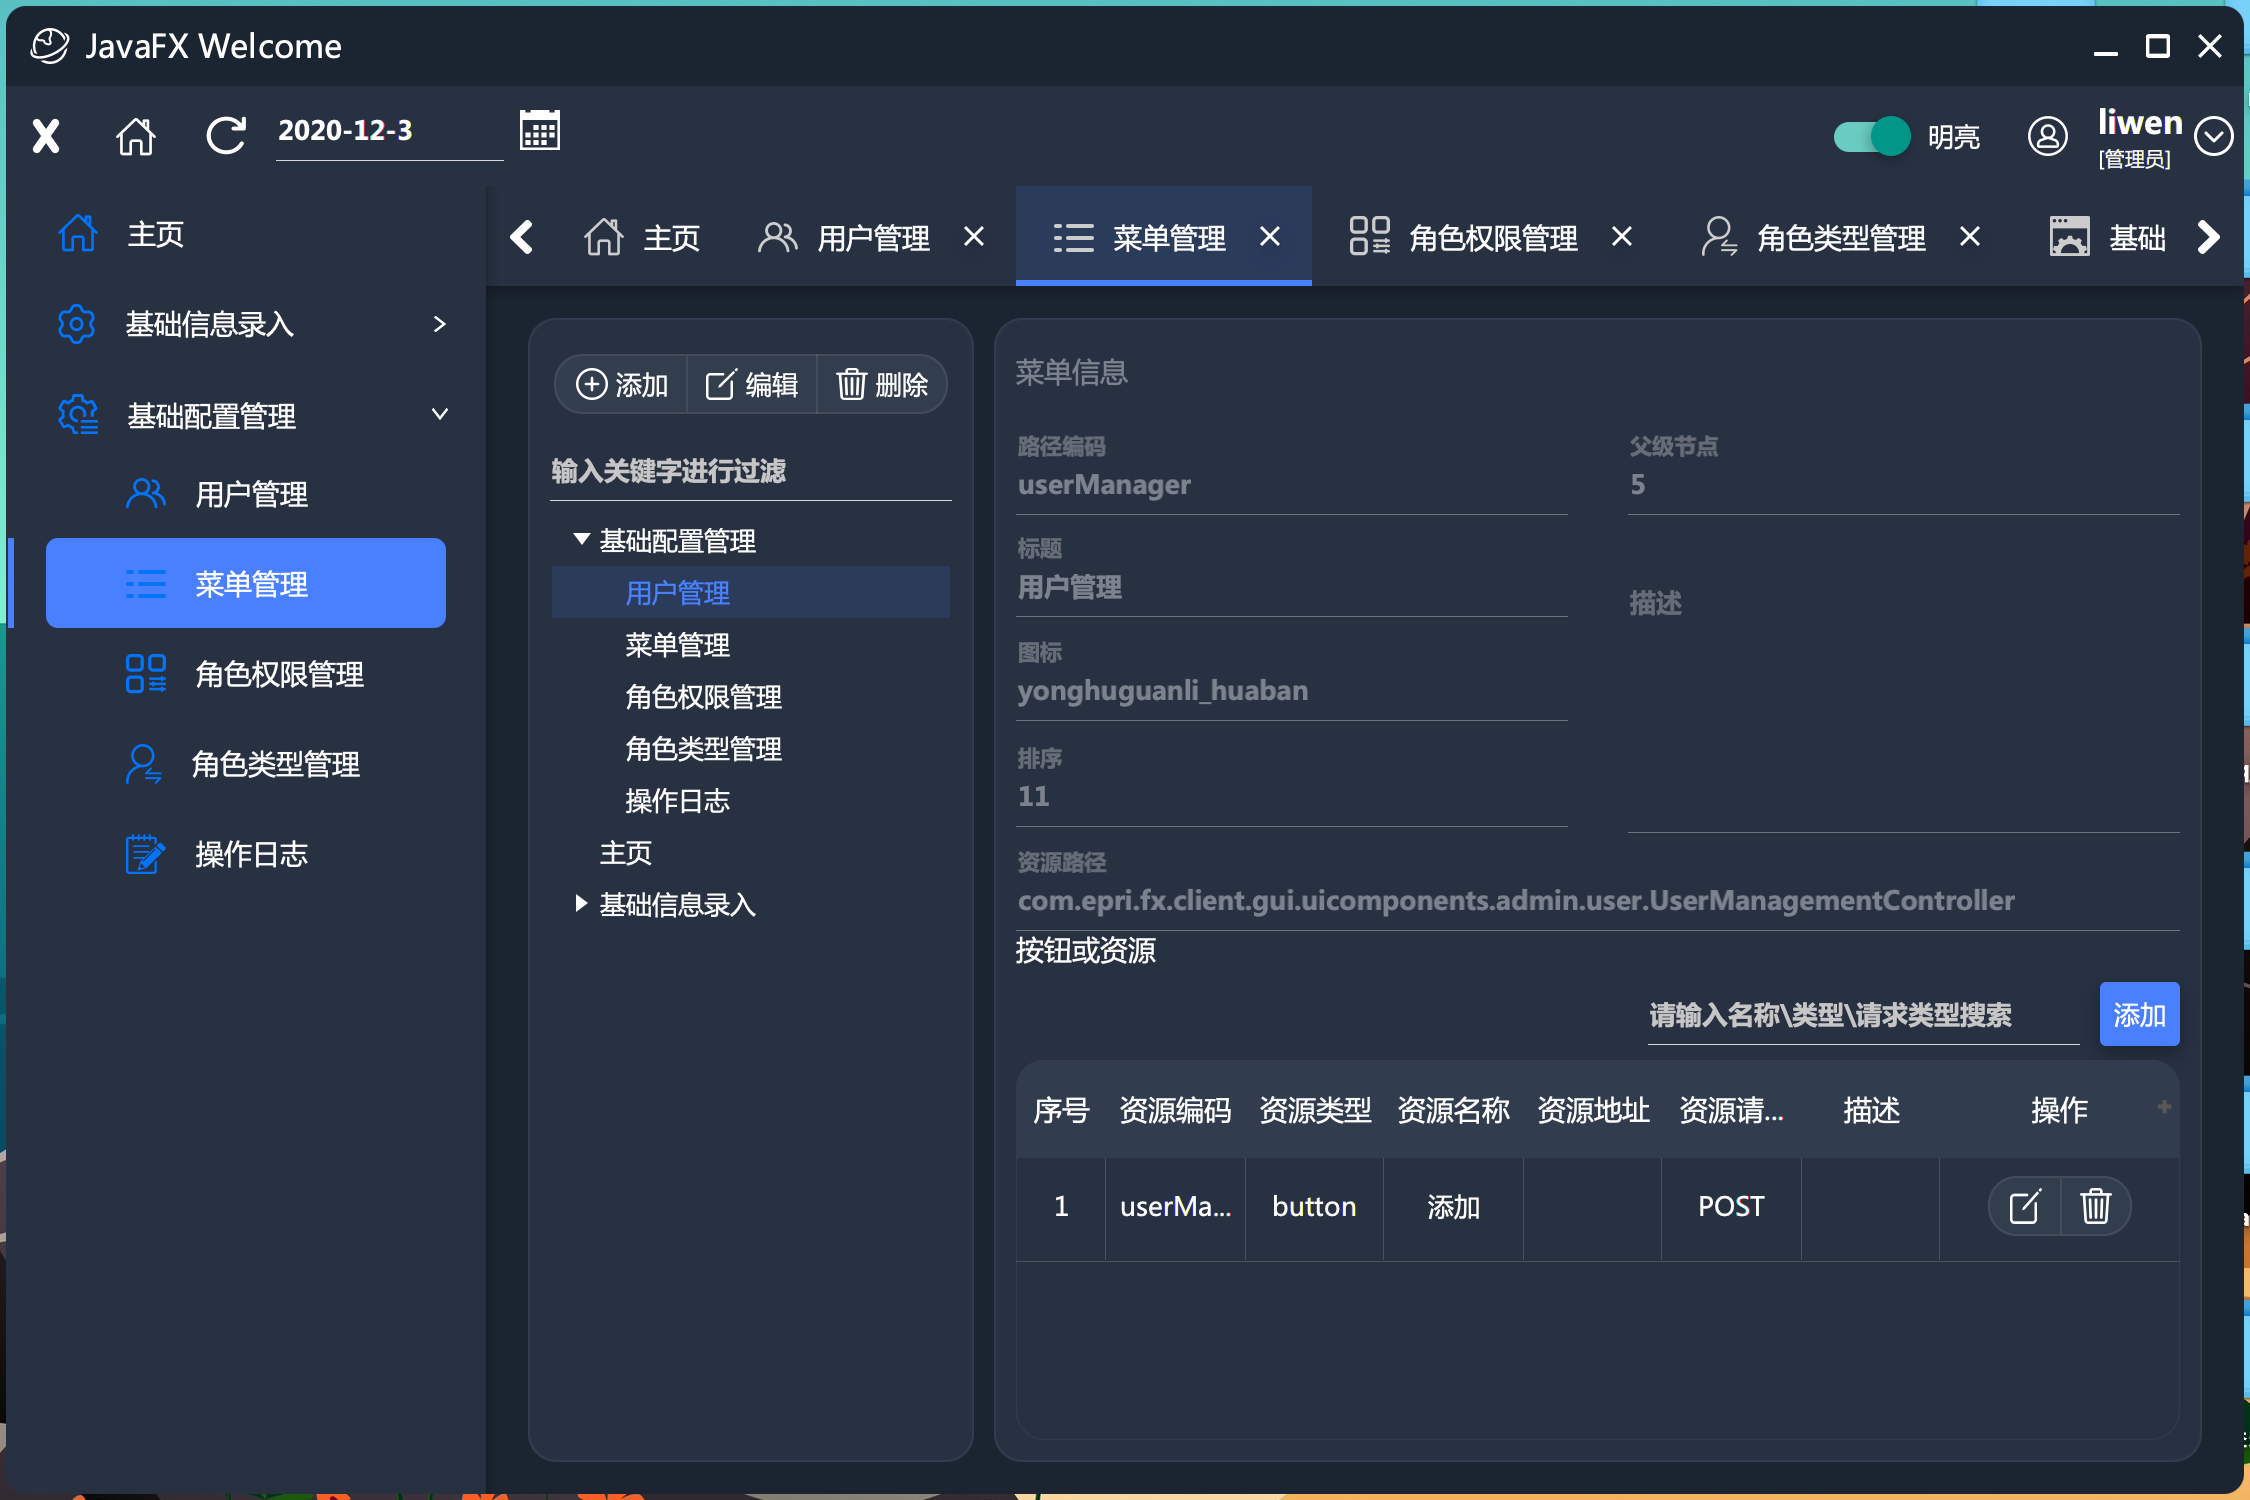 JavaFX Welcome
2020-12-3
明亮
liwen
[管理员]
主页
基础信息录入
基础配置管理
用户管理
菜单管理
角色权限管理
角色类型管理
操作日志
主页 用户管理 菜单管理 角色权限管理 角色类型管理 基础
添加 编辑 删除
输入关键字进行过滤
基础配置管理
用户管理
菜单管理
角色权限管理
角色类型管理
操作日志
主页
基础信息录入
菜单信息
路径编码
userManager
父级节点
5
标题
用户管理
描述
图标
yonghuguanli_huaban
排序
11
资源路径
com.epri.fx.client.gui.uicomponents.admin.user.UserManagementController
按钮或资源
请输入名称\类型\请求类型搜索 添加
序号 资源编码 资源类型 资源名称 资源地址 资源请... 描述 操作
1 userMa... button 添加 POST